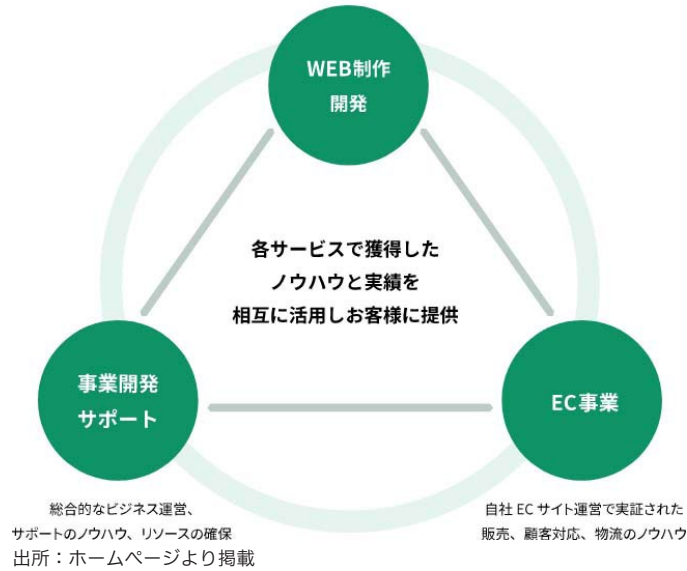 WEB制作
開発
各サービスで獲得した
ノウハウと実績を
相互に活用しお客様に提供
事業開発
サポート
EC事業
総合的なビジネス運営、
サポートのノウハウ、リソースの確保
自社 EC サイト運営で実証された
販売、顧客対応、物流のノウハウ
出所：ホームページより掲載